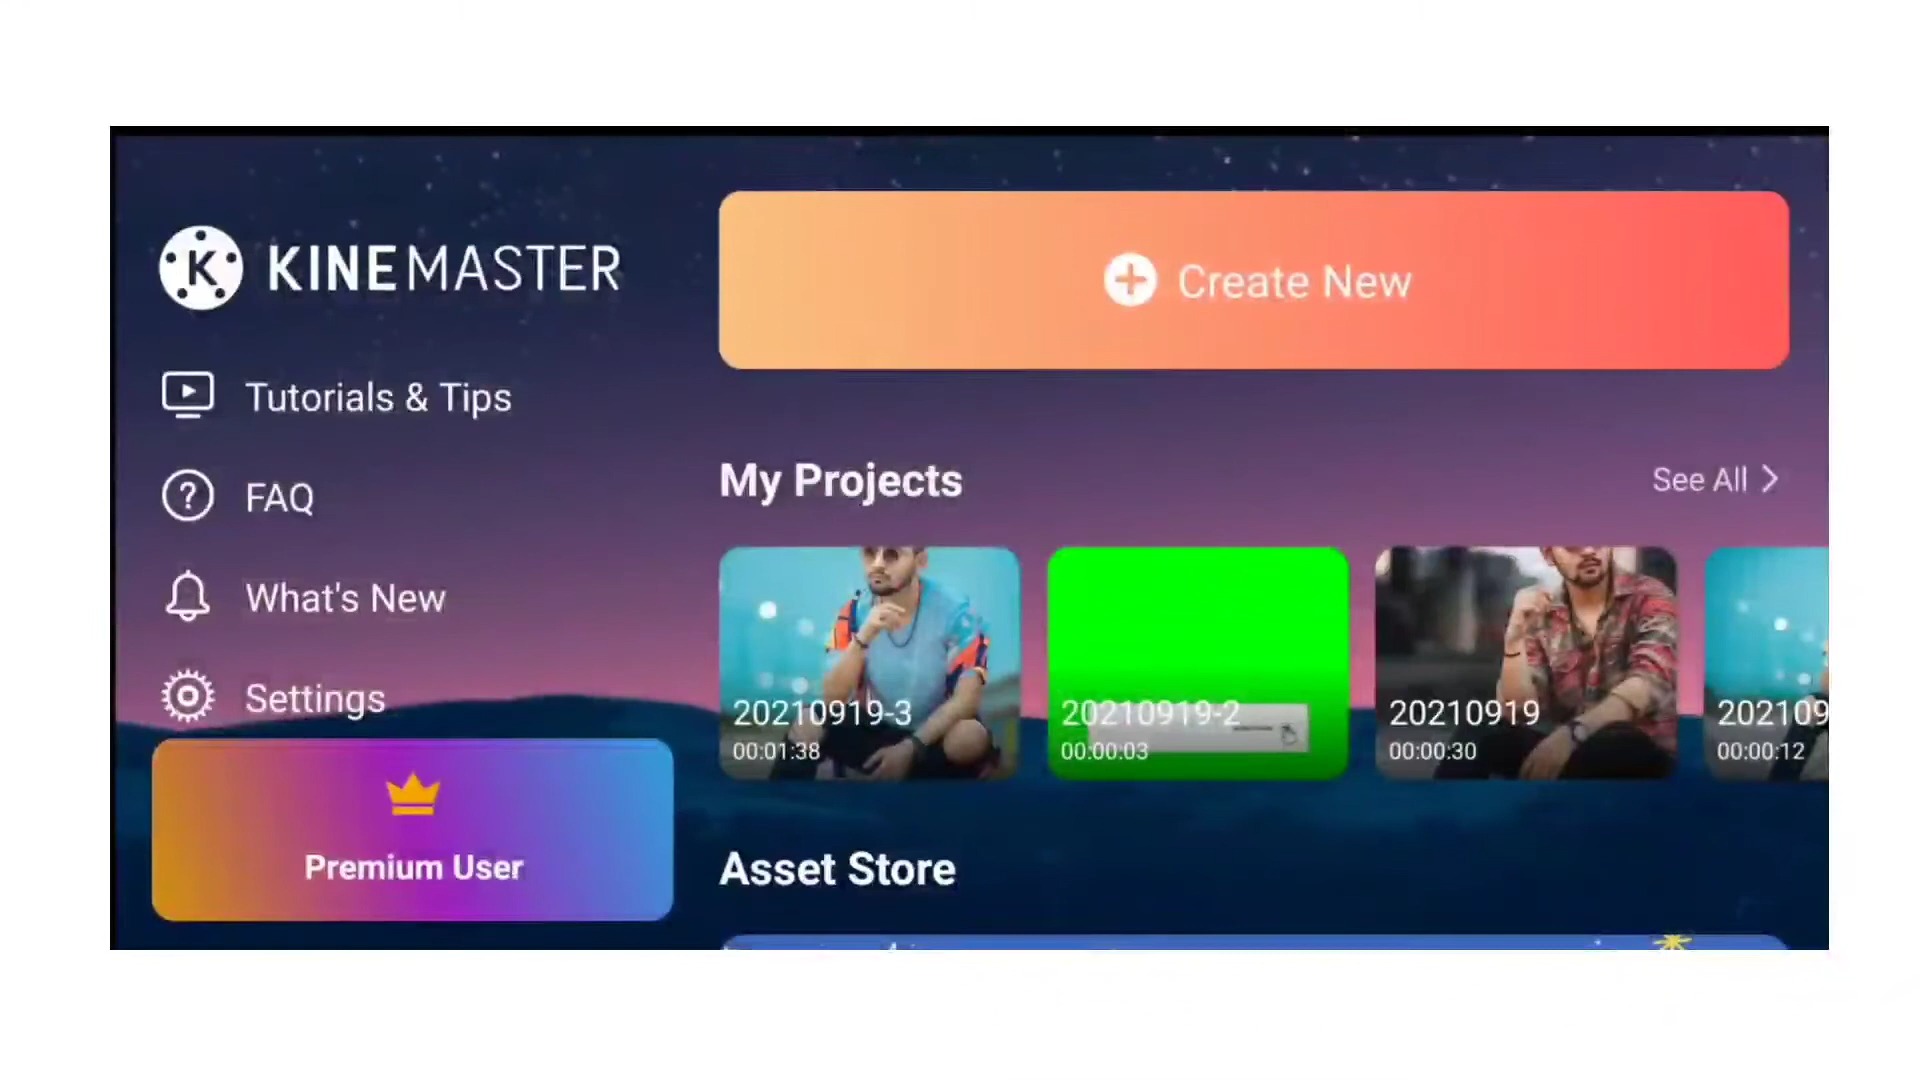 KINEMASTER
Tutorials & Tips
FAQ
What's New
Settings
Premium User
Create New
My Projects
See All
20210919-3
00:01:38
20210919-2
00:00:03
20210919
00:00:30
202109
00:00:12
Asset Store